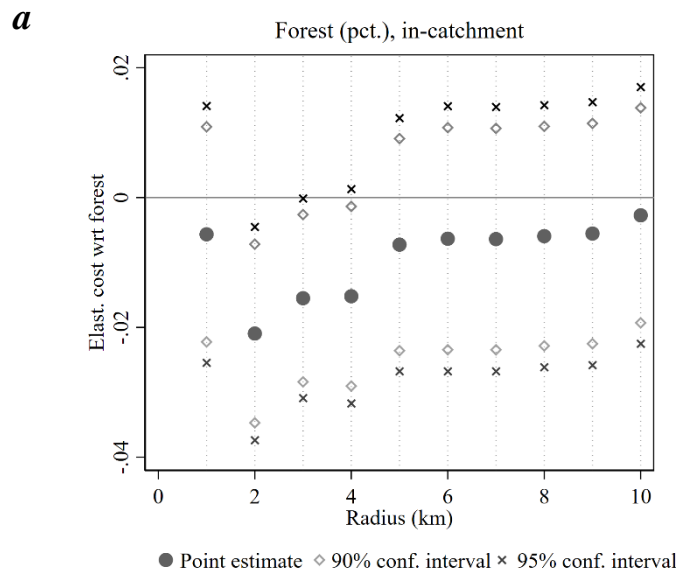 a
Forest (pct.), in-catchment
Elast. cost wrt forest
.02
0
-.02
-.04
0 2 4 6 8 10
Radius (km)
Point estimate 90% conf. interval 95% conf. interval